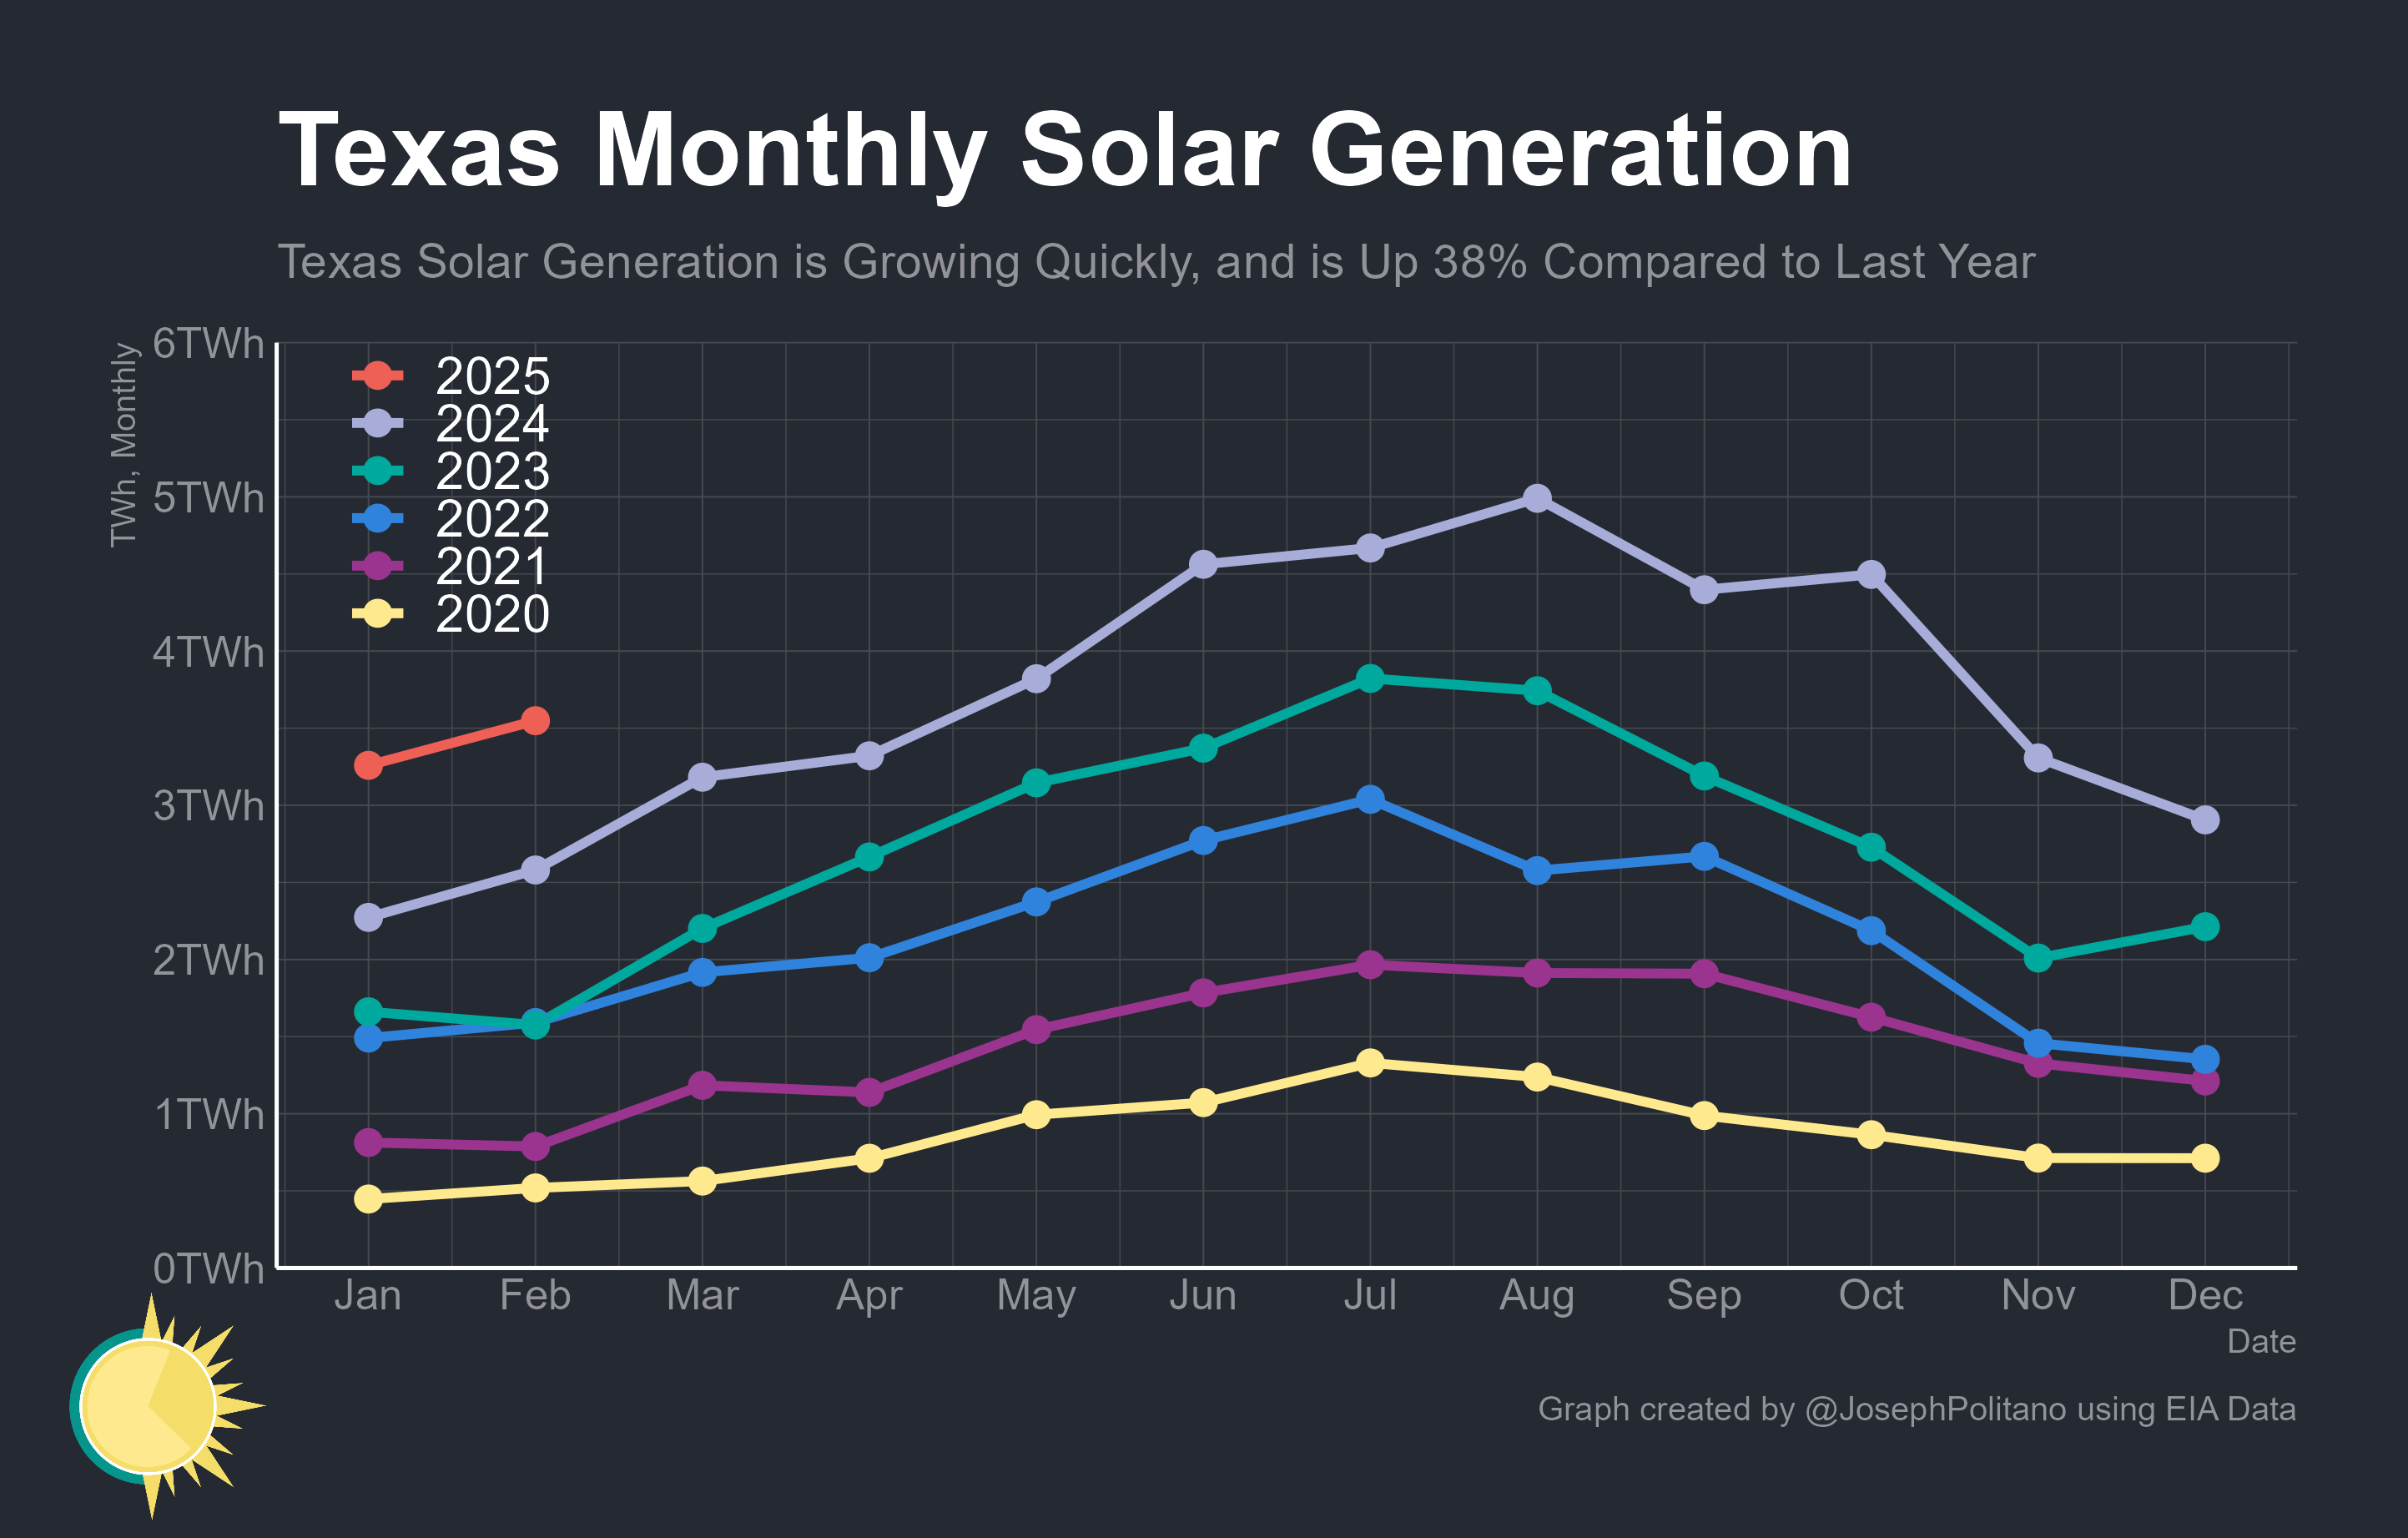 Texas Monthly Solar Generation
Texas Solar Generation is Growing Quickly, and is Up 38% Compared to Last Year
TWh, Monthly
6TWh
5TWh
4TWh
3TWh
2TWh
1TWh
0TWh
2025
2024
2023
2022
2021
2020
Jan Feb Mar Apr May Jun Jul Aug Sep Oct Nov Dec
Date
Graph created by @JosephPolitano using EIA Data